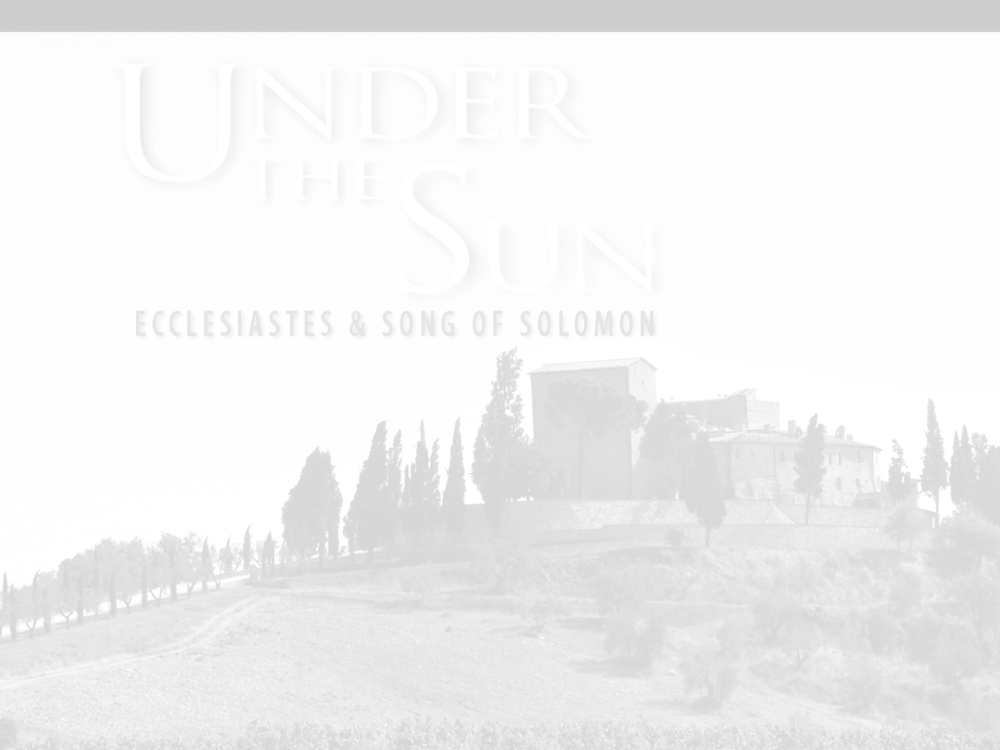 UNDER
THE
SUN
ECCLESIASTES & SONG OF SOLOMON